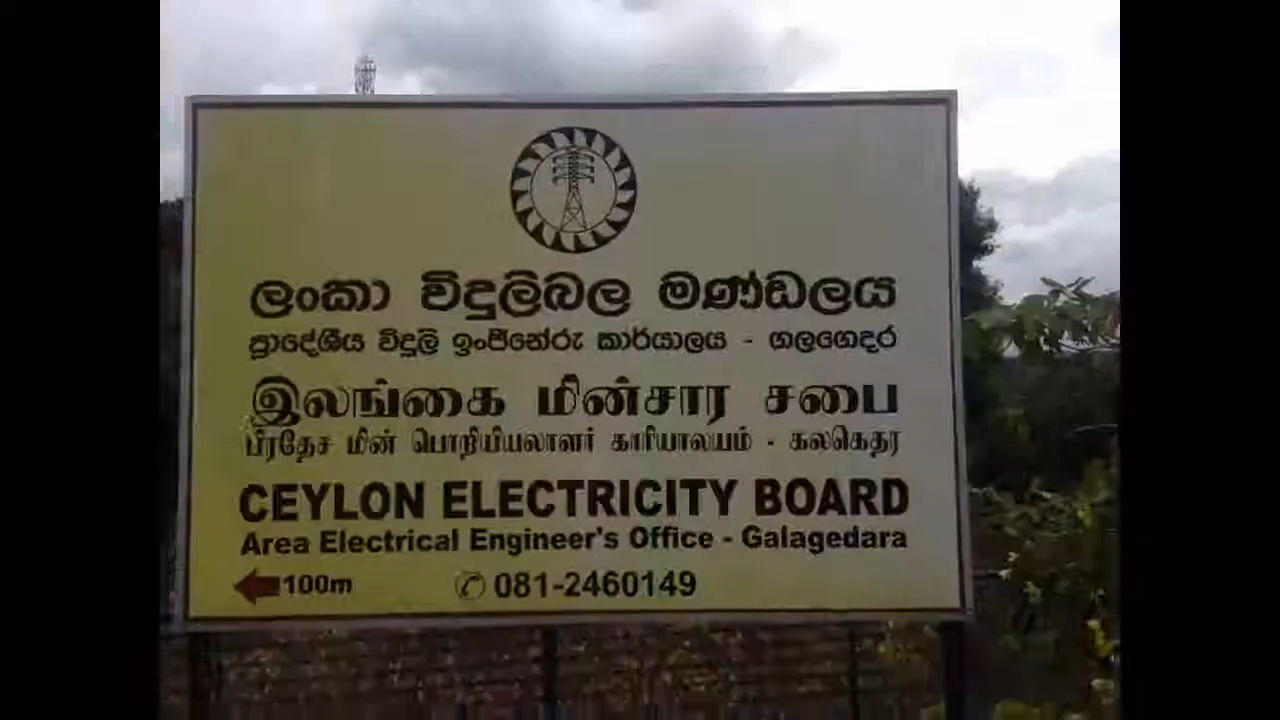 ලංකා විදුලිබල මණ්ඩලය
ප්‍රාදේශීය විදුලි ඉංජිනේරු කාර්යාලය - ගලගෙදර
இலங்கை மின்சார சபை
பிரதேச மின் பொறியியலாளர் காரியாலயம் - கலகெதர
CEYLON ELECTRICITY BOARD
Area Electrical Engineer's Office - Galagedara
100m ✆ 081-2460149